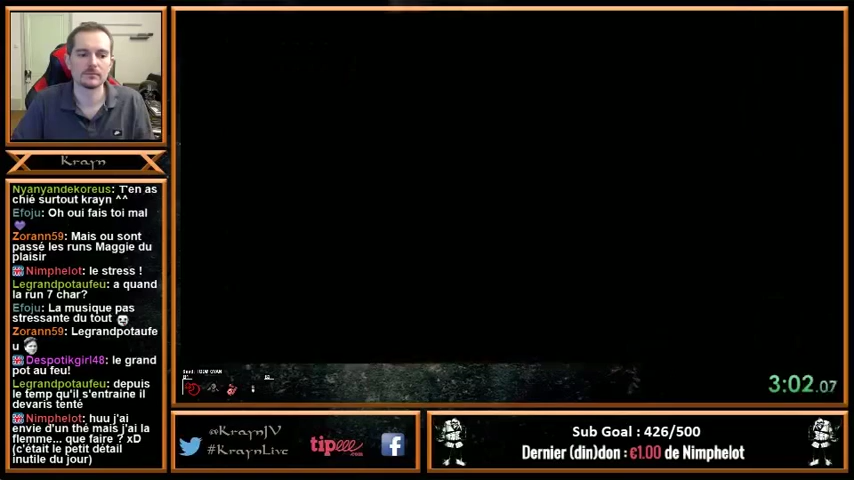 Krayn
Nyanyandekoreus: T'en as
chié surtout krayn ^^
Efoju: Oh oui fais toi mal
Zorann59: Mais ou sont
passé les runs Maggie du
plaisir
Nimphelot: le stress !
Legrandpotaufeu: a quand
la run 7 char?
Efoju: La musique pas
stressante du tout
Zorann59: Legrandpotaufe
u
Despotikgirl48: le grand
pot au feu!
Legrandpotaufeu: depuis
le temp qu'il s'entraine il
devaris tenté
Nimphelot: huu j'ai
envie d'un thé mais j'ai la
flemme... que faire ? xD
(c'était le petit détail
inutile du jour)
3:02.07
@KraynJV
#KraynLive
tipeee
Sub Goal : 426/500
Dernier (din)don : €1.00 de Nimphelot